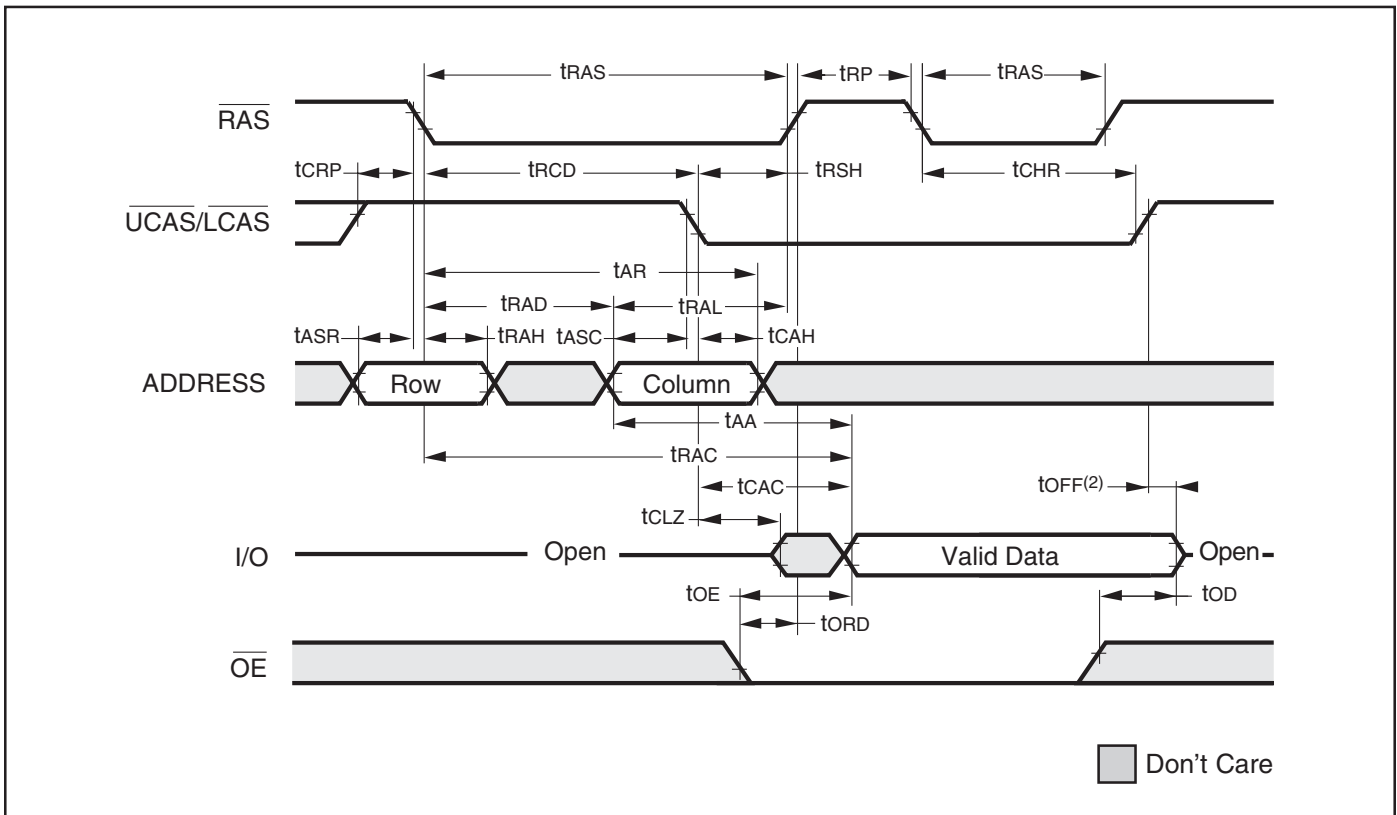 tRAS tRP tRAS
RAS
tCRP tRCD tRSH tCHR
UCAS/LCAS
tAR
tRAD tRAL
tASR tRAH tASC tCAH
ADDRESS Row Column
tAA
tRAC
tCAC tOFF(2)
tCLZ
I/O Open Valid Data Open
tOE tOD
tORD
OE
Don't Care